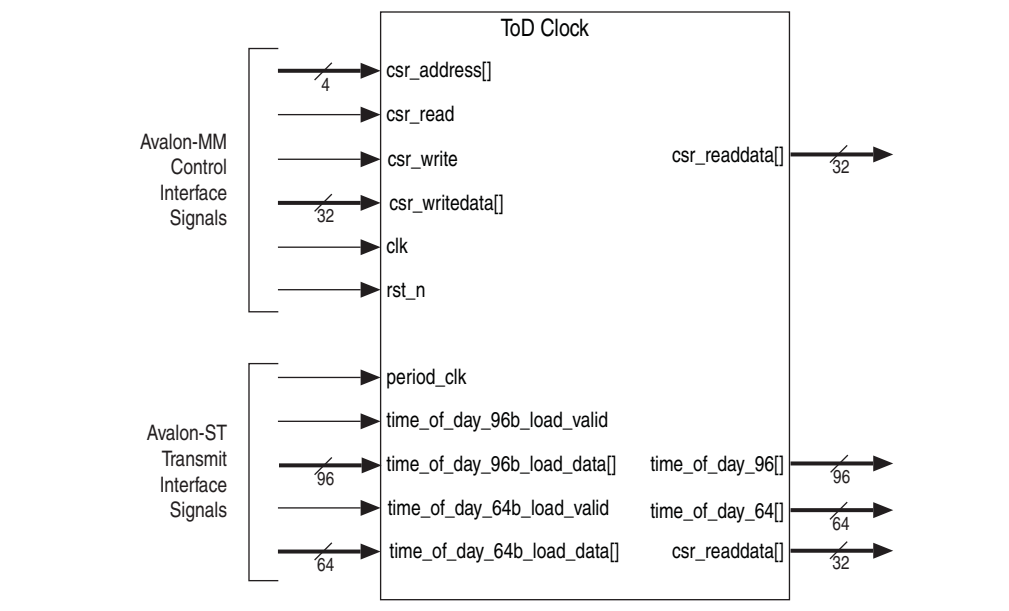 ToD Clock
csr_address[]
4
csr_read
Avalon-MM
Control
Interface
Signals
csr_write
csr_readdata[]
32
csr_writedata[]
32
clk
rst_n
period_clk
time_of_day_96b_load_valid
Avalon-ST
Transmit
Interface
Signals
time_of_day_96b_load_data[]
96
time_of_day_96[]
96
time_of_day_64b_load_valid
time_of_day_64[]
64
time_of_day_64b_load_data[]
64
csr_readdata[]
32